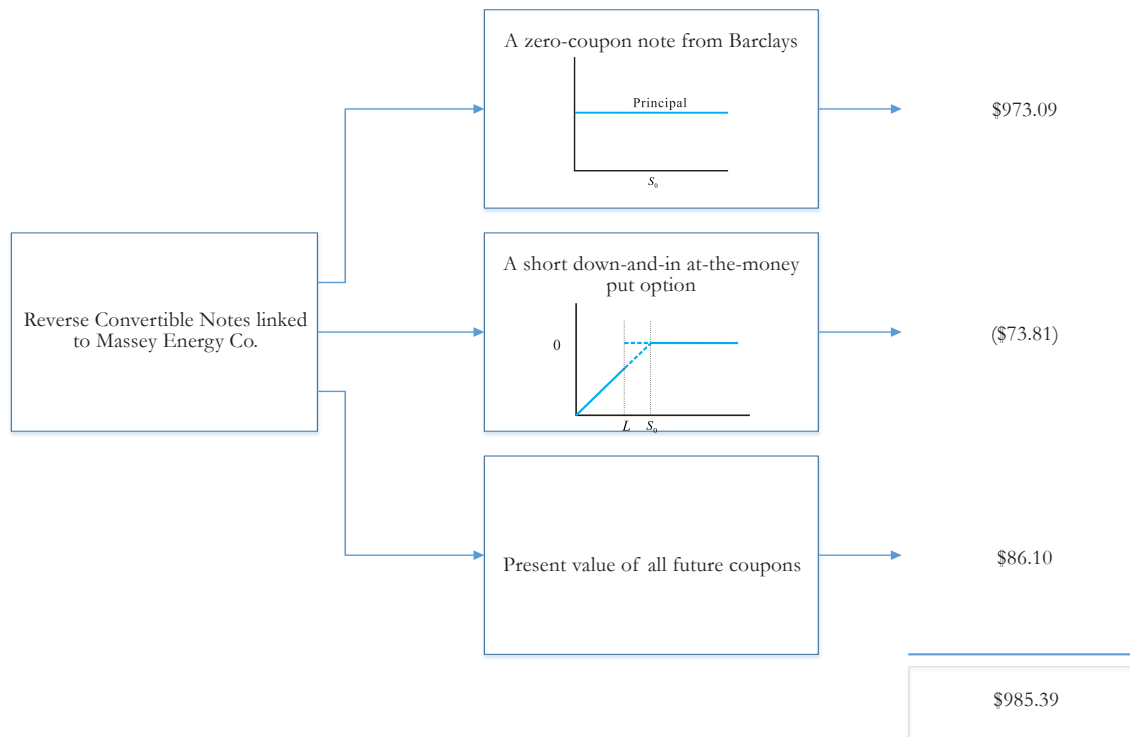 A zero-coupon note from Barclays
Principal
S₀
$973.09
Reverse Convertible Notes linked
to Massey Energy Co.
A short down-and-in at-the-money
put option
0
L S₀
($73.81)
Present value of all future coupons
$86.10
$985.39